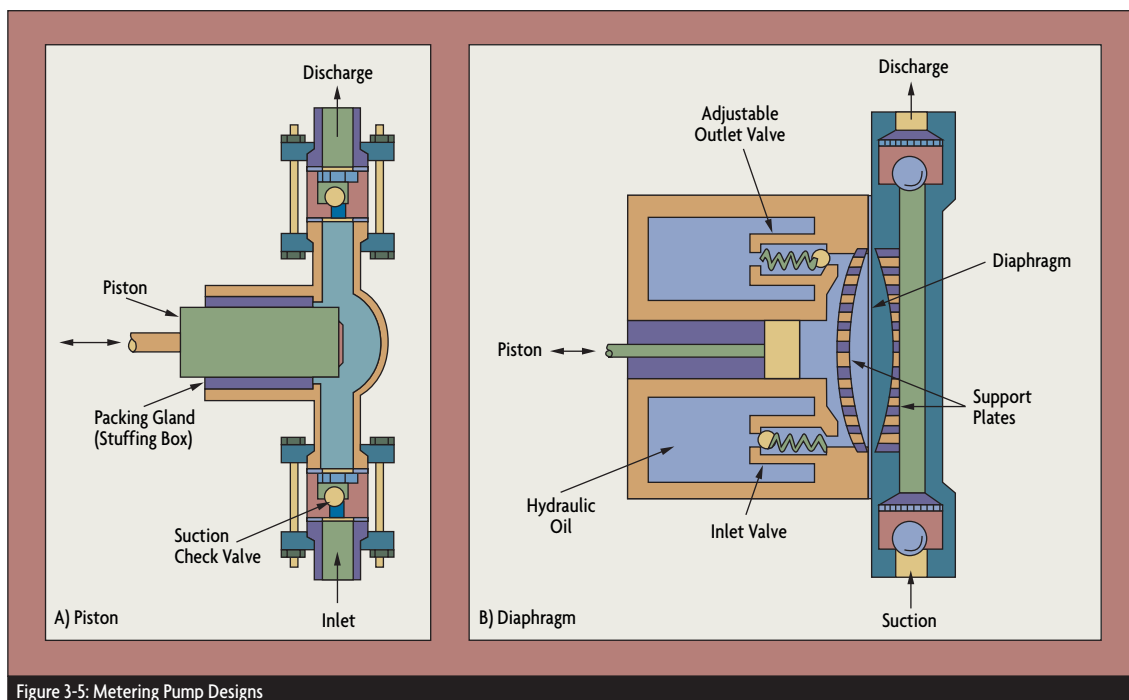 Discharge
Piston
Packing Gland
(Stuffing Box)
Suction
Check Valve
Inlet
A) Piston
Discharge
Adjustable
Outlet Valve
Diaphragm
Piston
Support
Plates
Hydraulic
Oil
Inlet Valve
Suction
B) Diaphragm
Figure 3-5: Metering Pump Designs